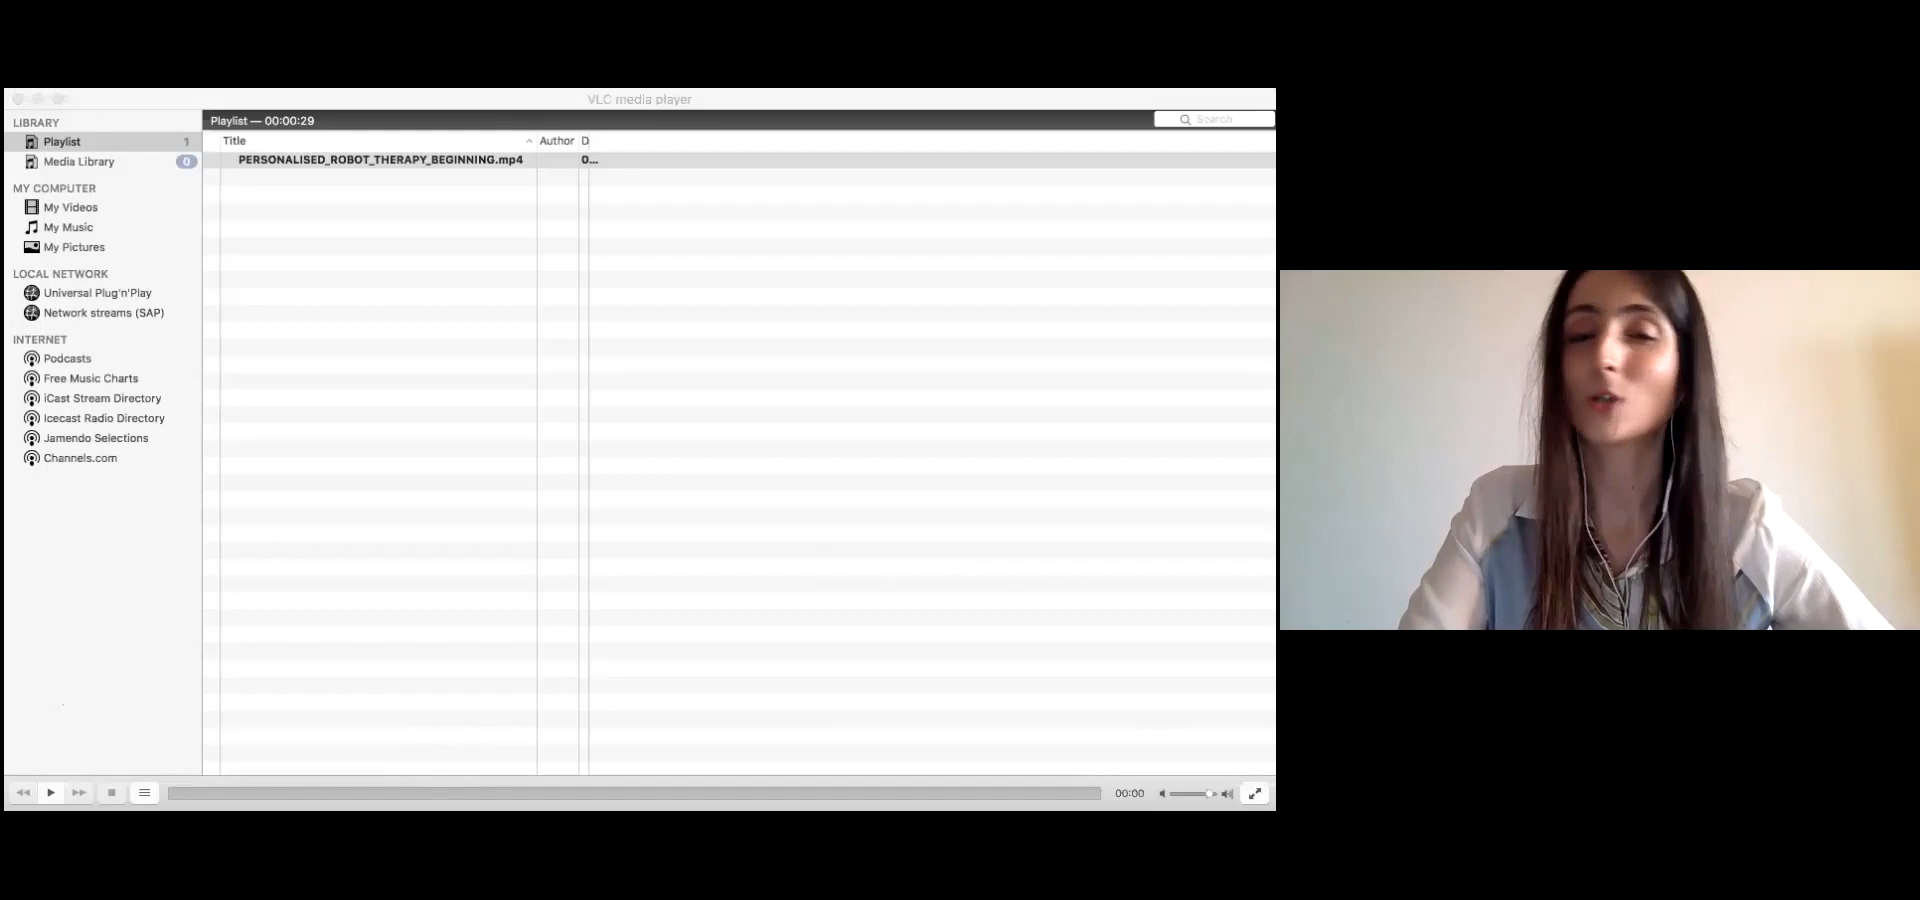 VLC media player
LIBRARY
Playlist 1
Media Library 0
MY COMPUTER
My Videos
My Music
My Pictures
LOCAL NETWORK
Universal Plug'n'Play
Network streams (SAP)
INTERNET
Podcasts
Free Music Charts
iCast Stream Directory
Icecast Radio Directory
Jamendo Selections
Channels.com
Playlist — 00:00:29
Search
Title Author D
PERSONALISED_ROBOT_THERAPY_BEGINNING.mp4 0...
00:00